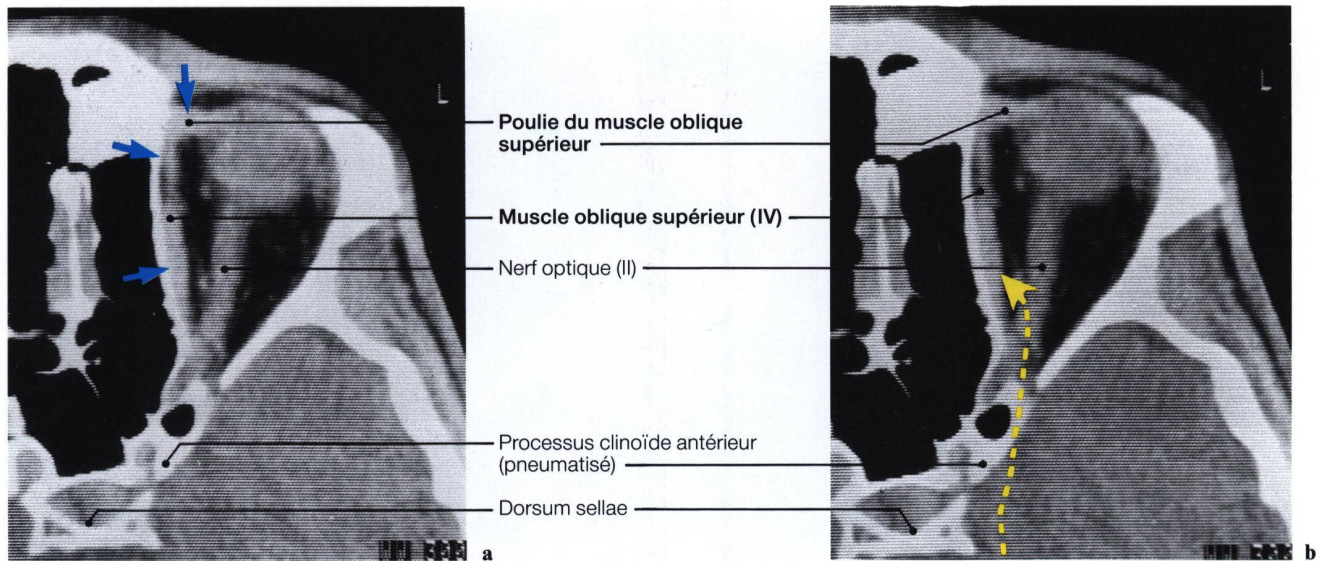 Poulie du muscle oblique
supérieur
Muscle oblique supérieur (IV)
Nerf optique (II)
Processus clinoïde antérieur
(pneumatisé)
Dorsum sellae
a
b